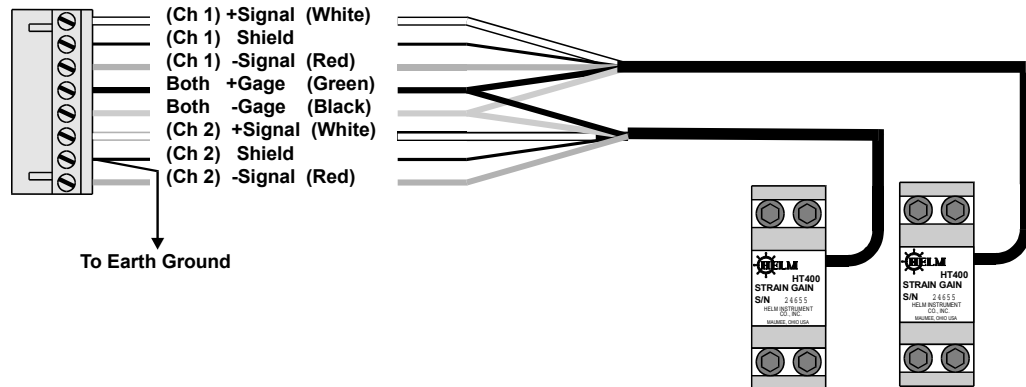 (Ch 1) +Signal (White)
(Ch 1) Shield
(Ch 1) -Signal (Red)
Both +Gage (Green)
Both -Gage (Black)
(Ch 2) +Signal (White)
(Ch 2) Shield
(Ch 2) -Signal (Red)
To Earth Ground
HELM
HT400
STRAIN GAIN
S/N 24655
HELM INSTRUMENT
CO., INC.
MAUMEE, OHIO USA
HELM
HT400
STRAIN GAIN
S/N 24655
HELM INSTRUMENT
CO., INC.
MAUMEE, OHIO USA